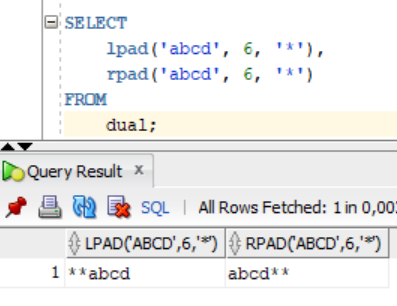 SELECT
lpad('abcd', 6, '*'),
rpad('abcd', 6, '*')
FROM
dual;
Query Result x
SQL | All Rows Fetched: 1 in 0,00
LPAD('ABCD',6,'*') RPAD('ABCD',6,'*')
1 **abcd abcd**